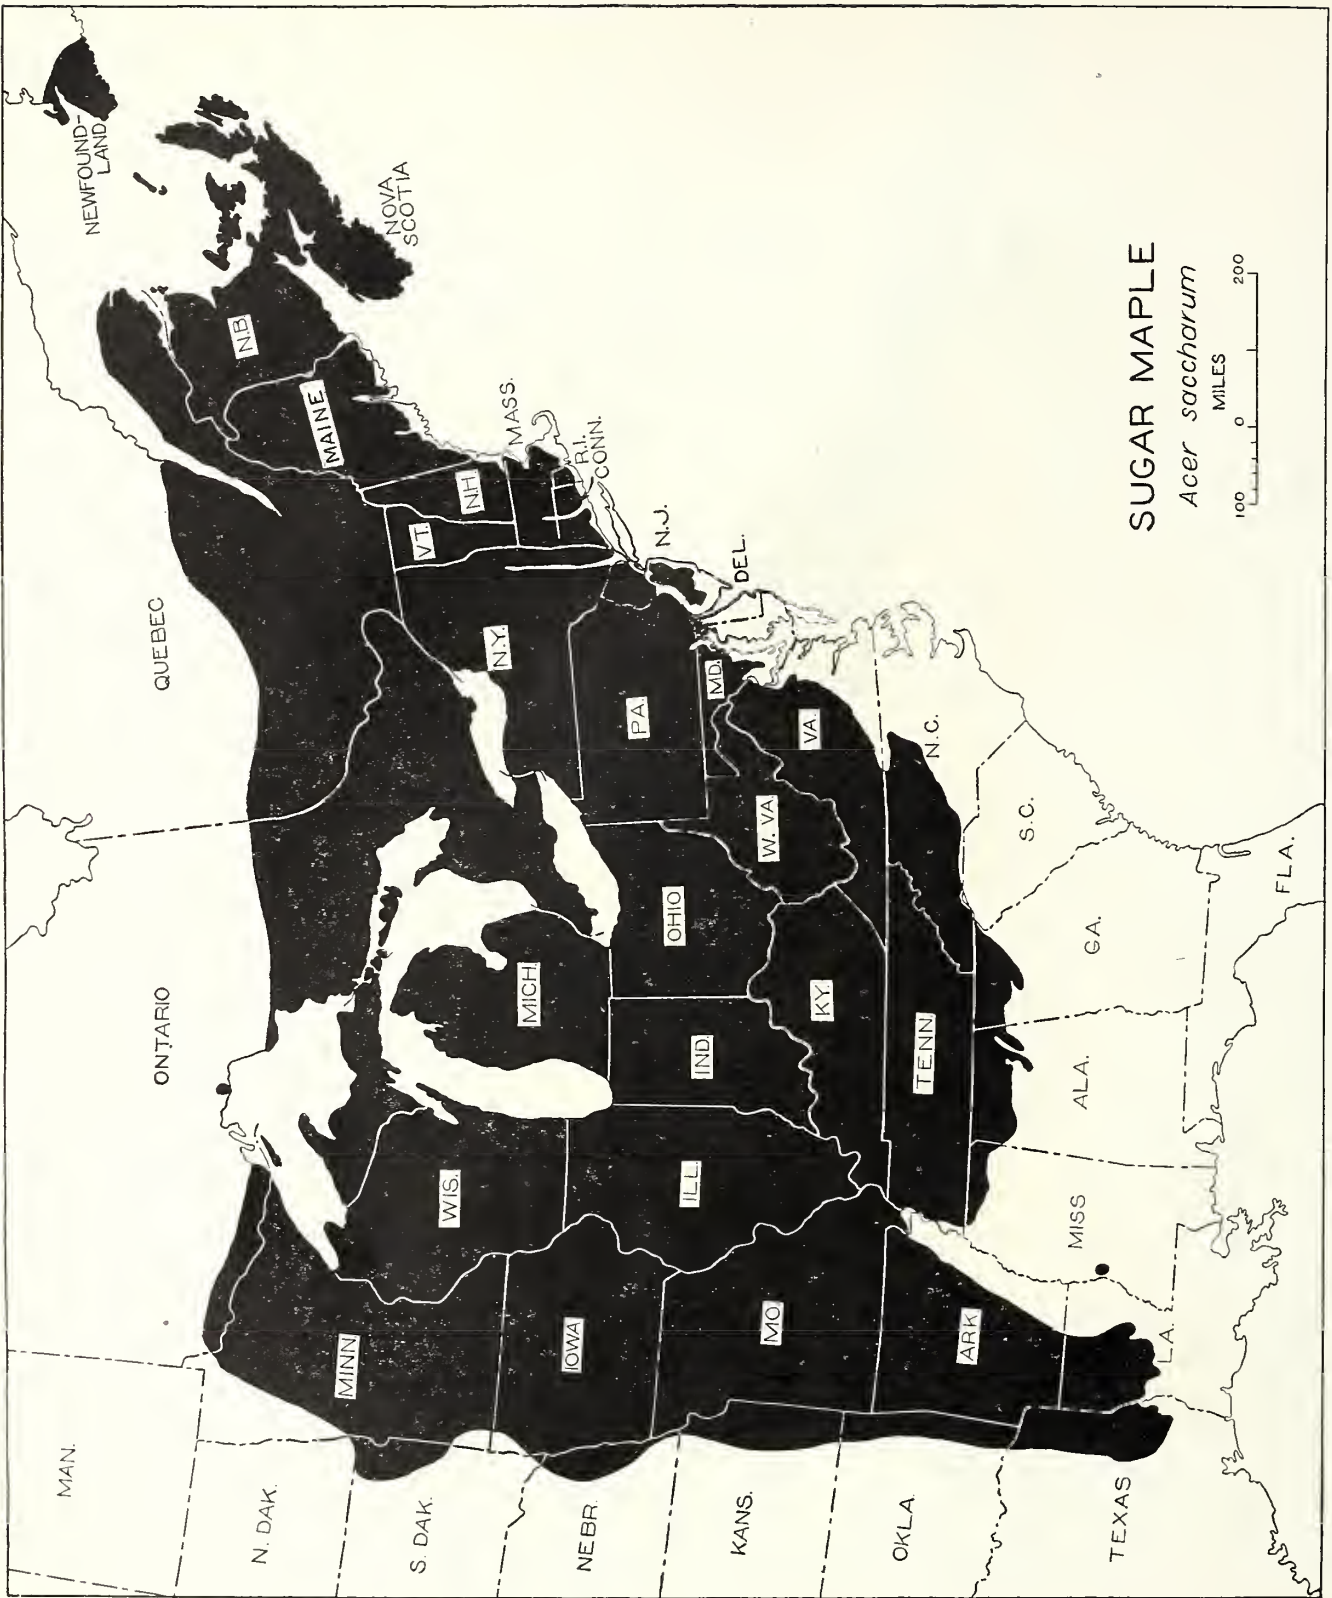 MAN.
ONTARIO
QUEBEC
NEWFOUND-
LAND
N. DAK.
MINN
S. DAK.
WIS.
MICH.
N.Y.
VT.
N.H.
MAINE
N.B.
NOVA
SCOTIA
MASS.
R.I.
CONN.
NEBR.
IOWA
ILL.
IND.
OHIO
PA.
N.J.
DEL.
MD.
KANS.
MO.
KY.
W. VA.
VA.
OKLA.
ARK
TENN.
N.C.
TEXAS
LA.
MISS
ALA.
GA.
S.C.
FLA.
SUGAR MAPLE
Acer saccharum
MILES
100 0 200